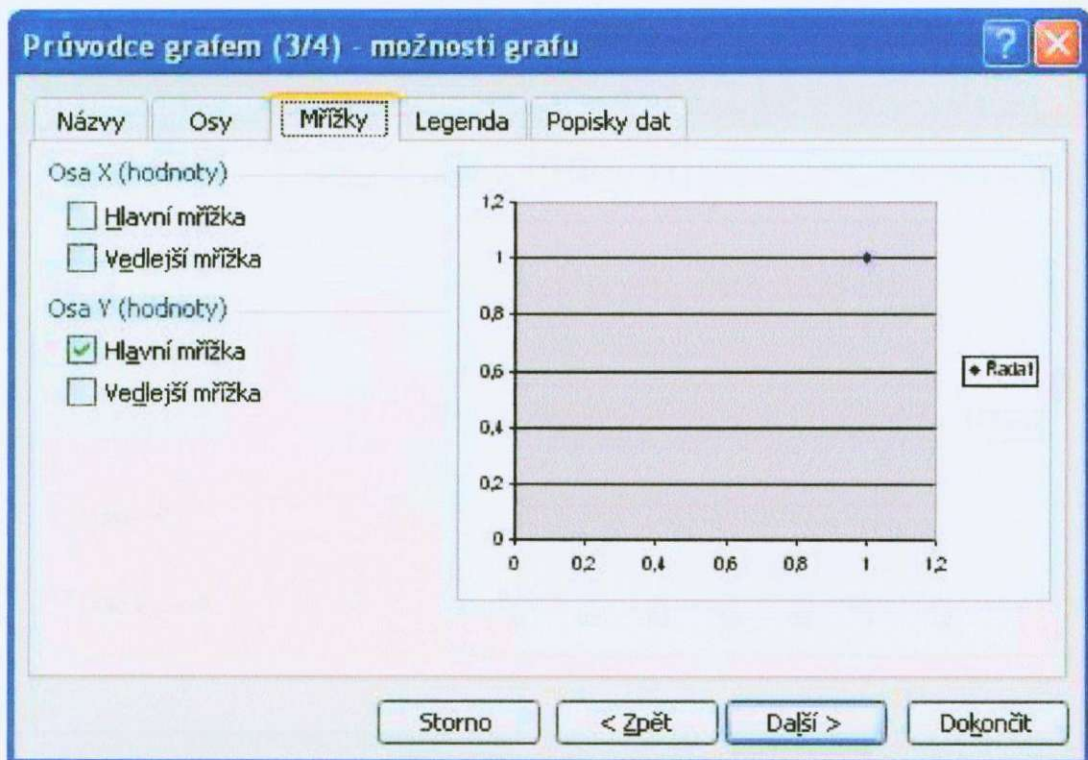 Průvodce grafem (3/4) - možnosti grafu
Názvy Osy Mřížky Legenda Popisky dat
Osa X (hodnoty)
Hlavní mřížka
Vedlejší mřížka
Osa Y (hodnoty)
Hlavní mřížka
Vedlejší mřížka
1,2
1
0,8
0,6
0,4
0,2
0
0 0,2 0,4 0,6 0,8 1 1,2
Řada1
Storno < Zpět Další > Dokončit